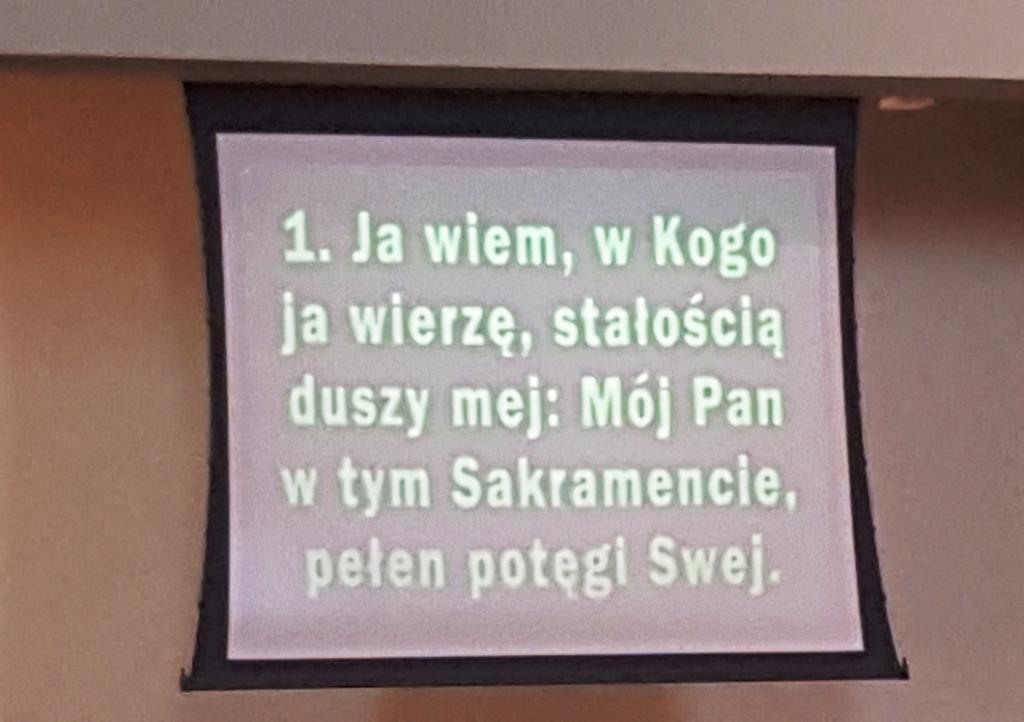 1. Ja wiem, w Kogo
ja wierzę, stałością
duszy mej: Mój Pan
w tym Sakramencie,
pełen potęgi Swej.